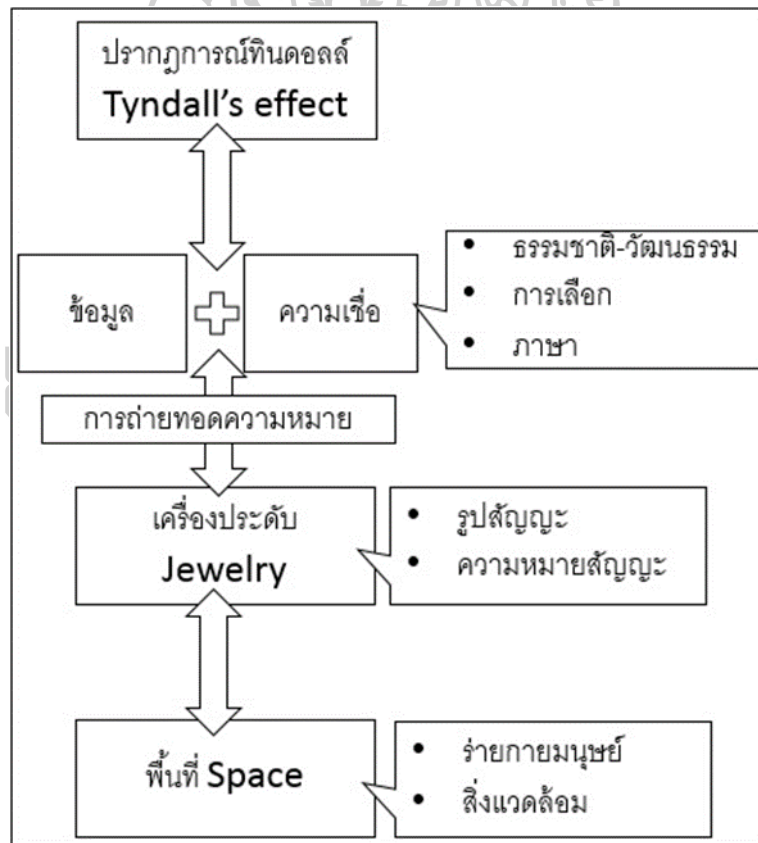 ปรากฏการณ์ทินดอลล์
Tyndall's effect
ข้อมูล
ความเชื่อ
• ธรรมชาติ-วัฒนธรรม
• การเลือก
• ภาษา
การถ่ายทอดความหมาย
เครื่องประดับ
Jewelry
• รูปสัญญะ
• ความหมายสัญญะ
พื้นที่ Space
• ร่ายกายมนุษย์
• สิ่งแวดล้อม